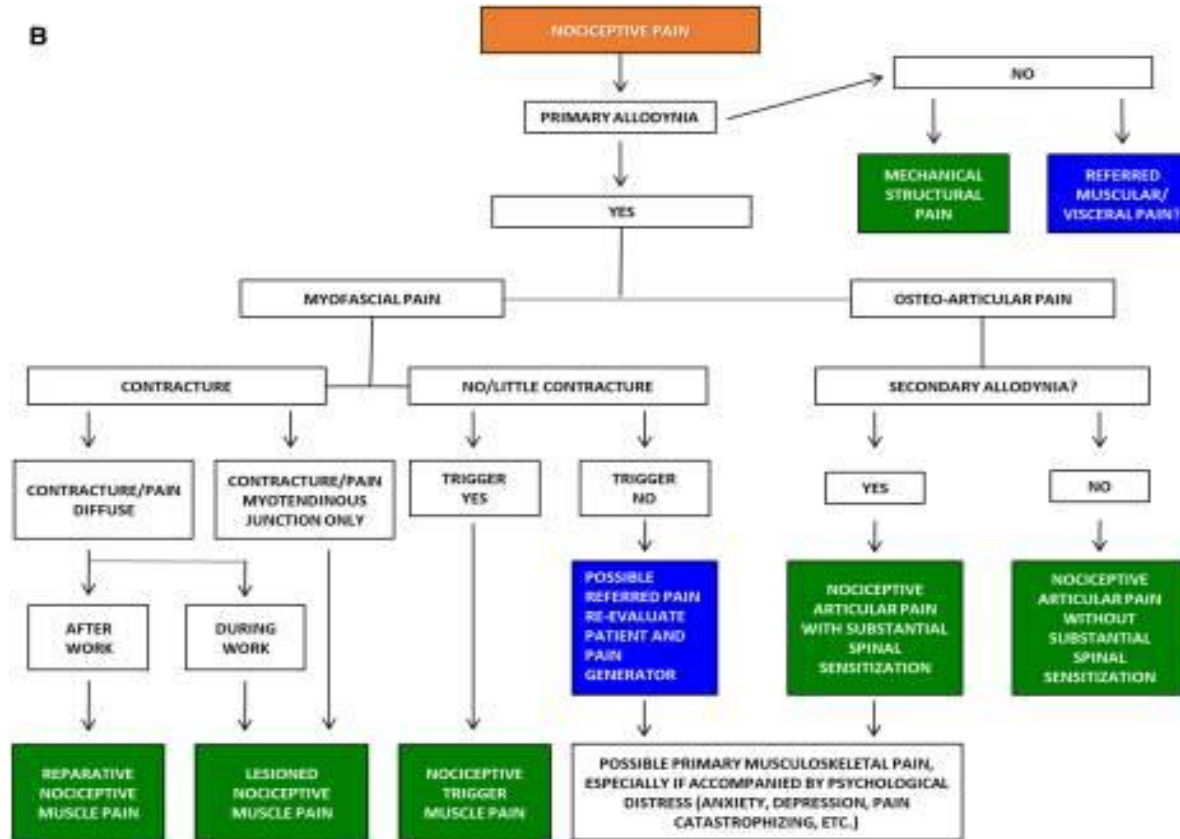 B
NOCICEPTIVE PAIN
NO
PRIMARY ALLODYNIA
MECHANICAL
STRUCTURAL
PAIN
REFERRED
MUSCULAR/
VISCERAL PAIN?
YES
MYOFASCIAL PAIN
OSTEO-ARTICULAR PAIN
CONTRACTURE
NO/LITTLE CONTRACTURE
SECONDARY ALLODYNIA?
CONTRACTURE/PAIN
DIFFUSE
CONTRACTURE/PAIN
MYOTENDINOUS
JUNCTION ONLY
TRIGGER
YES
TRIGGER
NO
YES
NO
AFTER
WORK
DURING
WORK
POSSIBLE
REFERRED PAIN
RE-EVALUATE
PATIENT AND
PAIN
GENERATOR
NOCICEPTIVE
ARTICULAR PAIN
WITH SUBSTANTIAL
SPINAL
SENSITIZATION
NOCICEPTIVE
ARTICULAR PAIN
WITHOUT
SUBSTANTIAL
SPINAL
SENSITIZATION
REPARATIVE
NOCICEPTIVE
MUSCLE PAIN
LESIONED
NOCICEPTIVE
MUSCLE PAIN
NOCICEPTIVE
TRIGGER
MUSCLE PAIN
POSSIBLE PRIMARY MUSCULOSKELETAL PAIN,
ESPECIALLY IF ACCOMPANIED BY PSYCHOLOGICAL
DISTRESS (ANXIETY, DEPRESSION, PAIN
CATASTROPHIZING, ETC.)